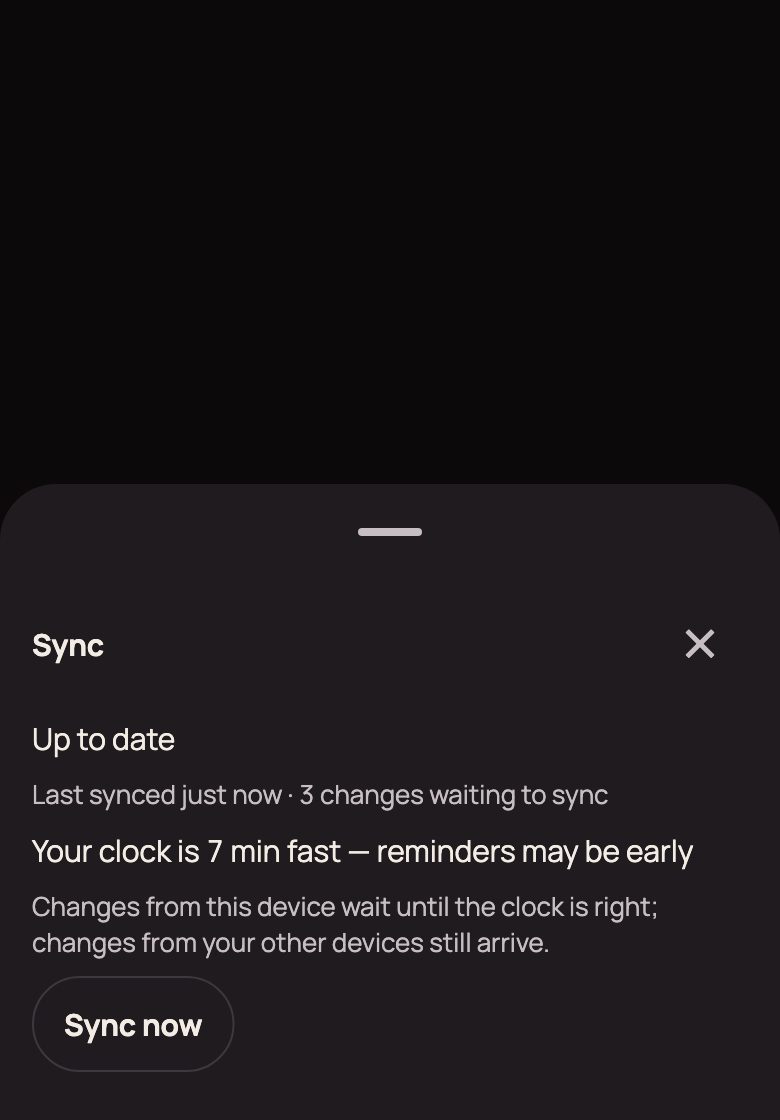 Sync
Up to date
Last synced just now · 3 changes waiting to sync
Your clock is 7 min fast — reminders may be early
Changes from this device wait until the clock is right;
changes from your other devices still arrive.
Sync now